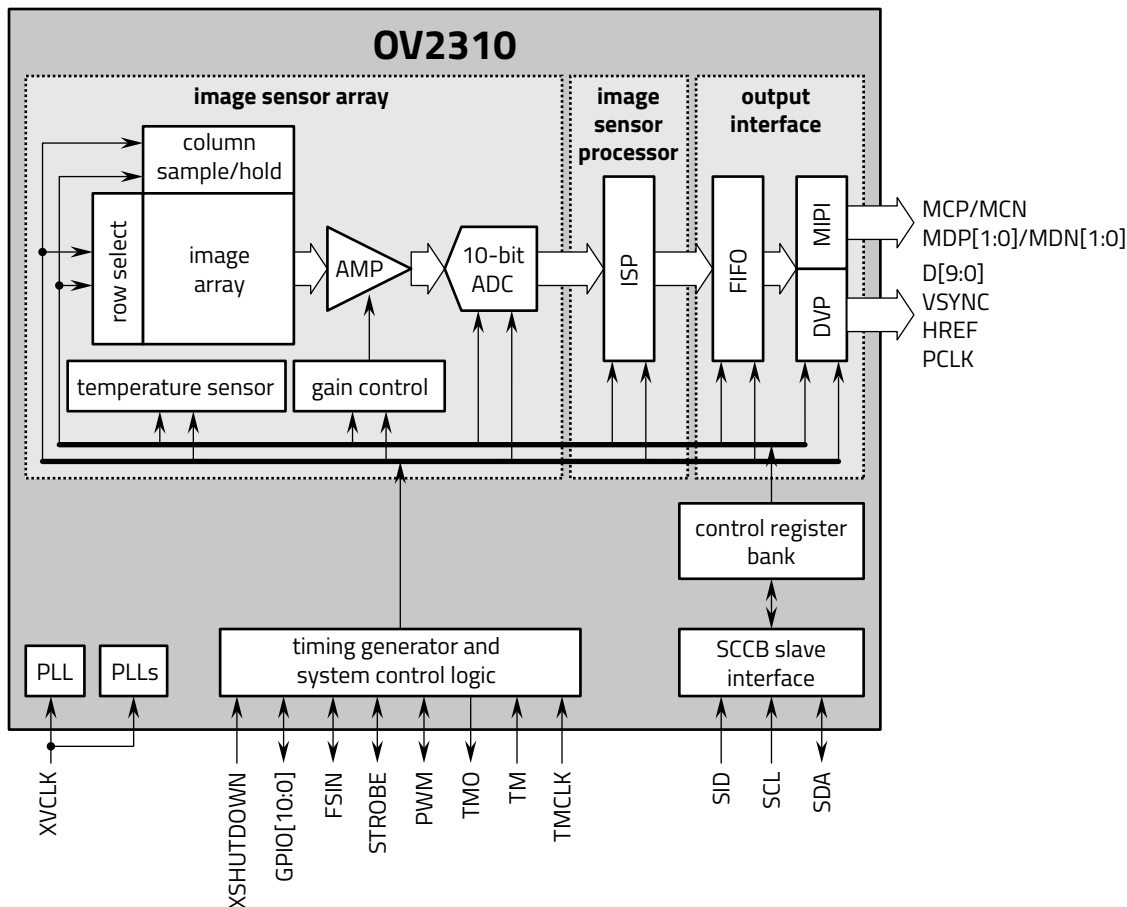 OV2310
image sensor array
image
sensor
processor
output
interface
column
sample/hold
row select
image
array
AMP
10-bit
ADC
ISP
FIFO
MIPI
DVP
MCP/MCN
MDP[1:0]/MDN[1:0]
D[9:0]
VSYNC
HREF
PCLK
temperature sensor
gain control
control register
bank
timing generator and
system control logic
SCCB slave
interface
PLL
PLLs
XVCLK
XSHUTDOWN
GPIO[10:0]
FSIN
STROBE
PWM
TMO
TM
TMCLK
SID
SCL
SDA